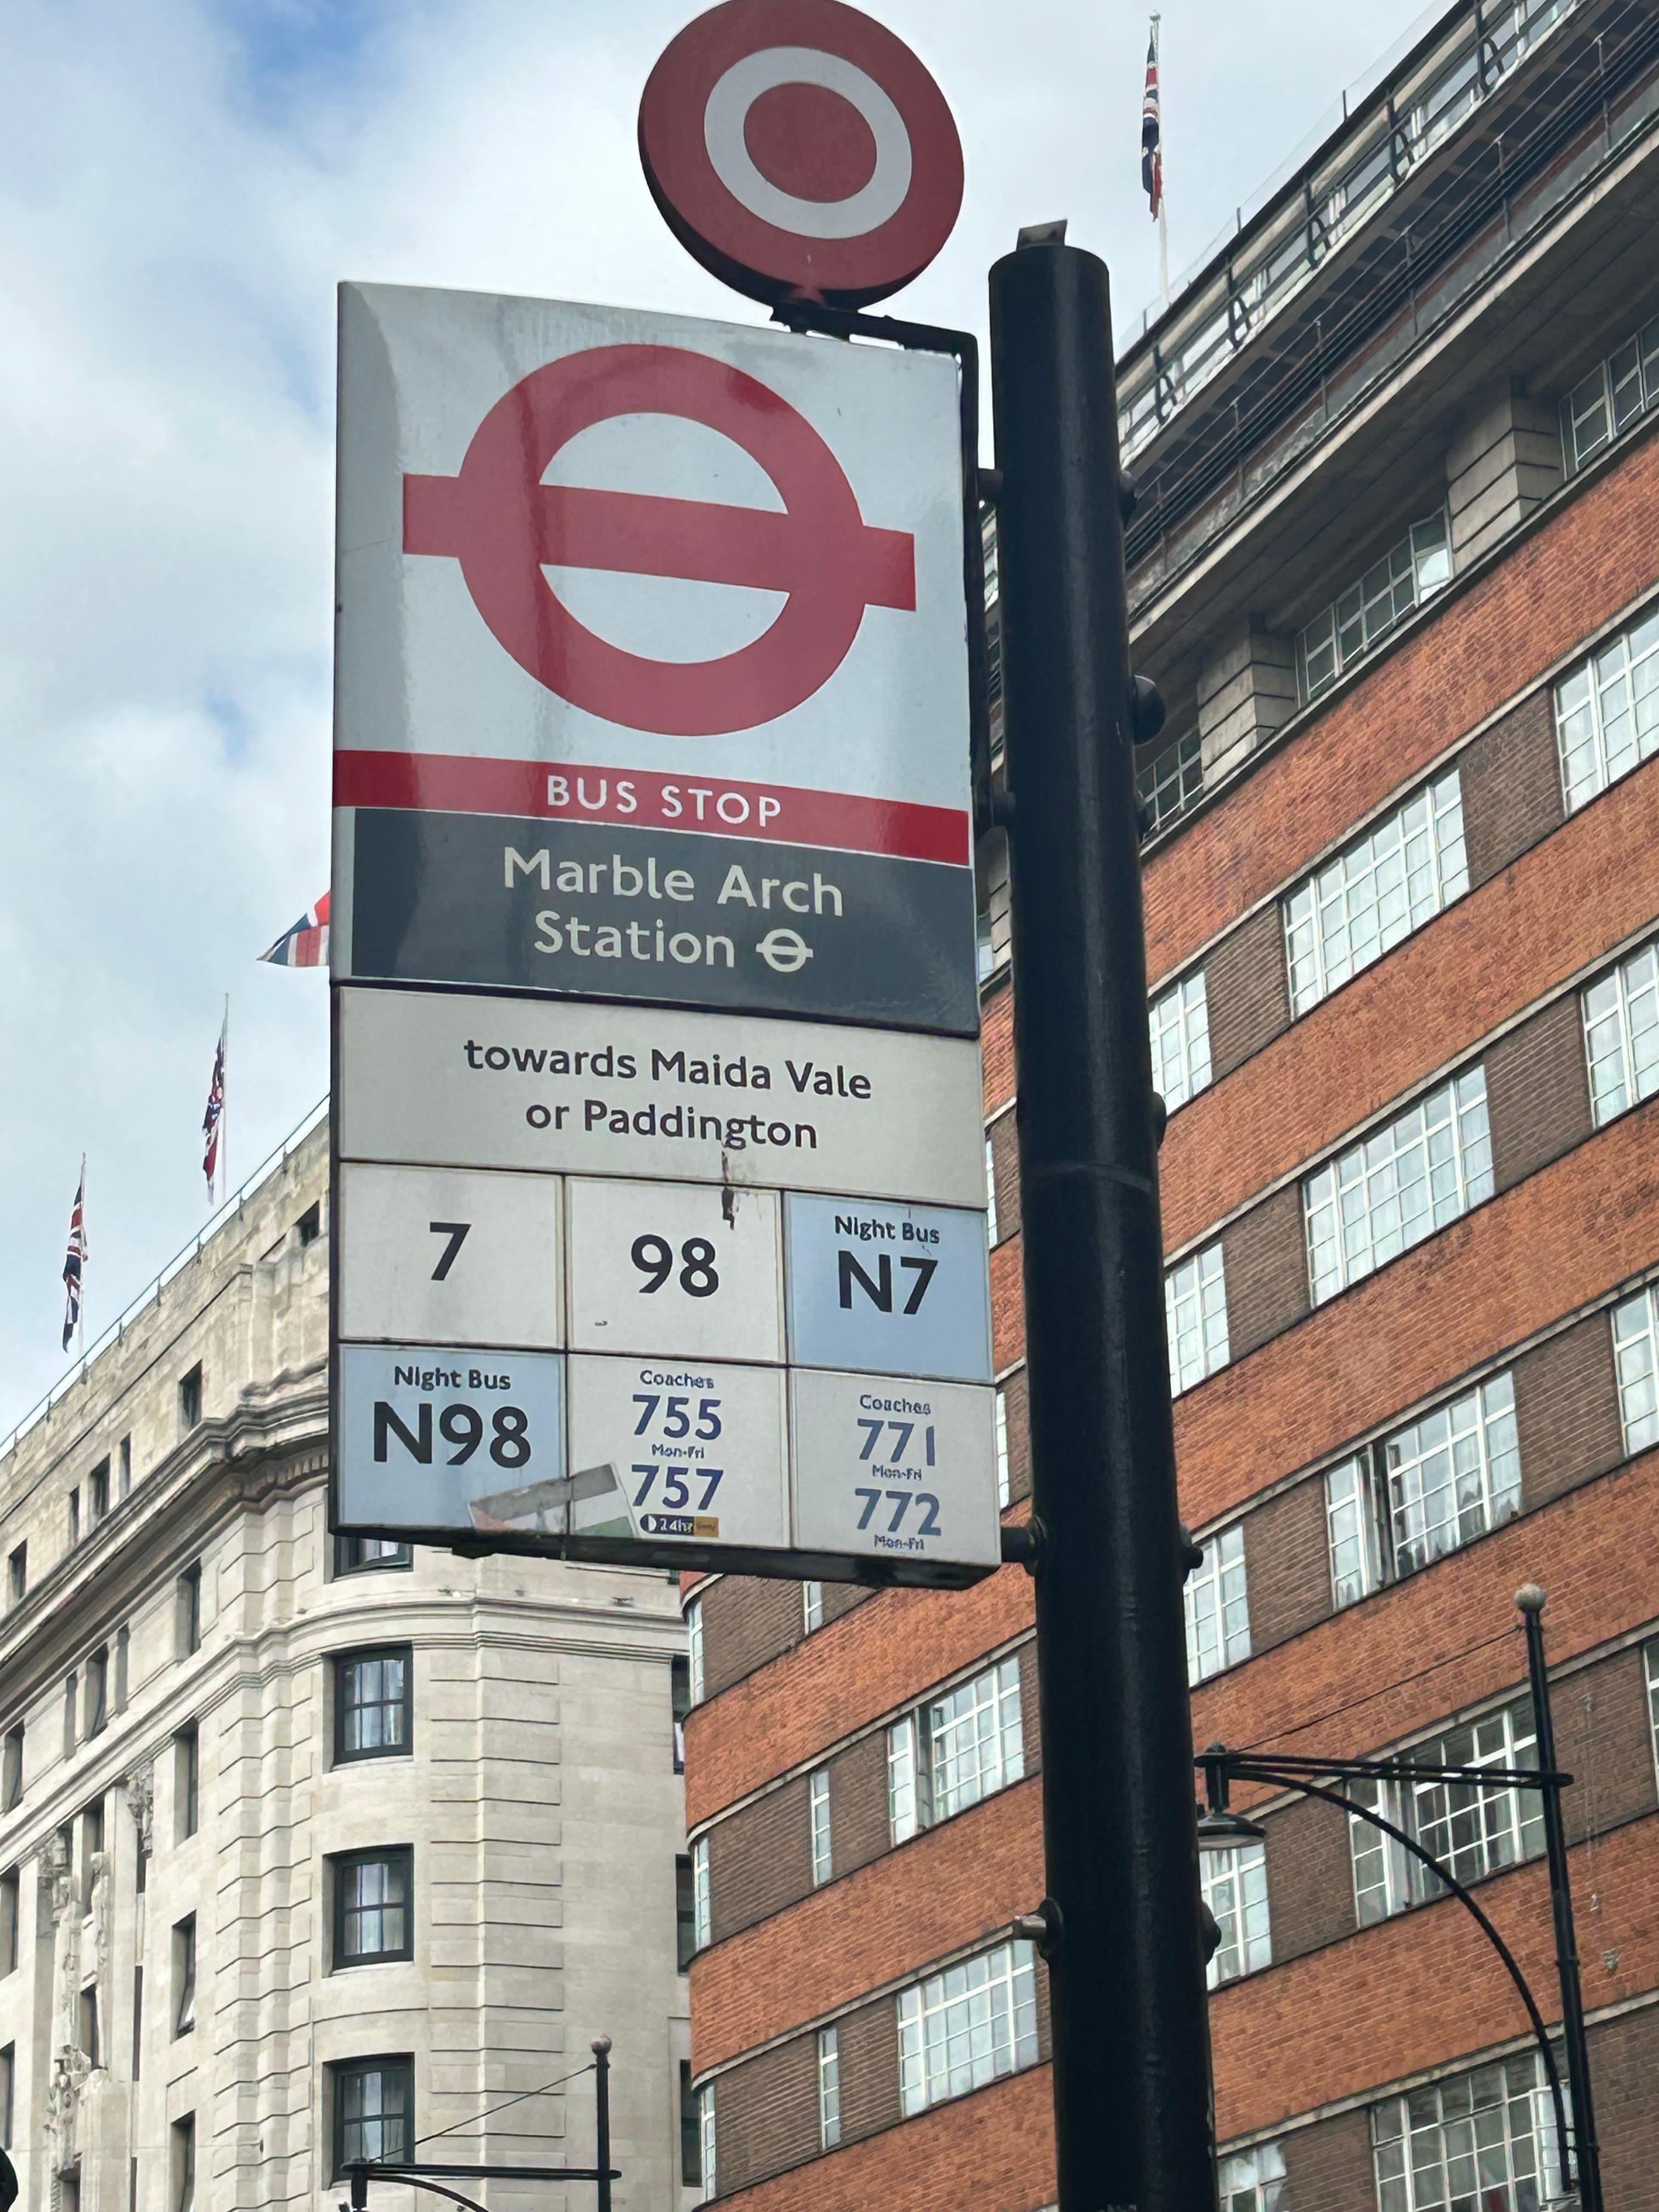 BUS STOP
Marble Arch
Station
towards Maida Vale
or Paddington
7
98
Night Bus
N7
Night Bus
N98
Coaches
755
Mon-Fri
757
24hr
Coaches
771
Mon-Fri
772
Mon-Fri